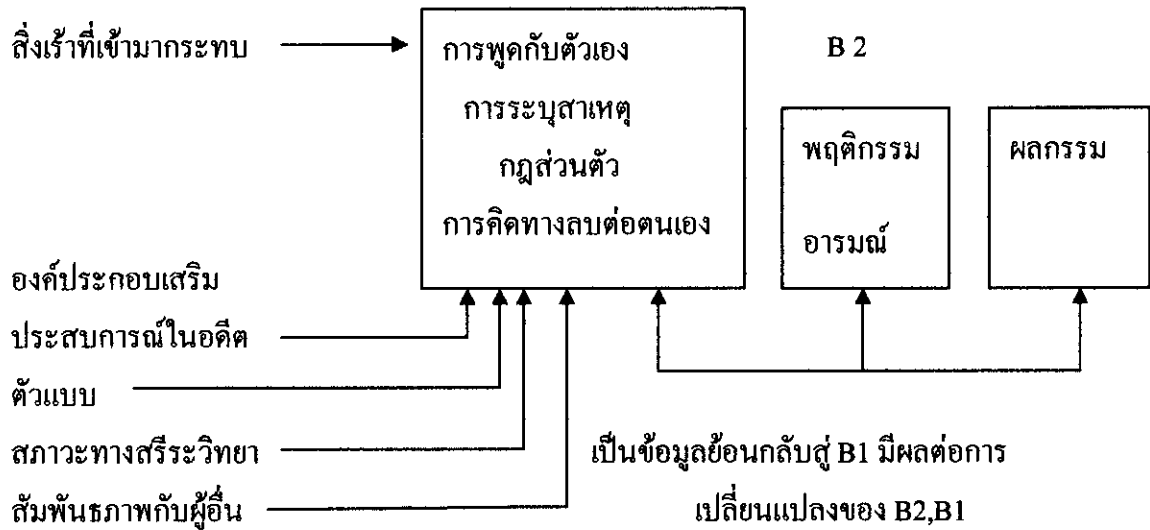 สิ่งเร้าที่เข้ามากระทบ
การพูดกับตัวเอง
การระบุสาเหตุ
กฎส่วนตัว
การคิดทางลบต่อตนเอง
B 2
พฤติกรรม
อารมณ์
ผลกรรม
องค์ประกอบเสริม
ประสบการณ์ในอดีต
ตัวแบบ
สภาวะทางสรีระวิทยา
สัมพันธภาพกับผู้อื่น
เป็นข้อมูลย้อนกลับสู่ B1 มีผลต่อการ
เปลี่ยนแปลงของ B2,B1